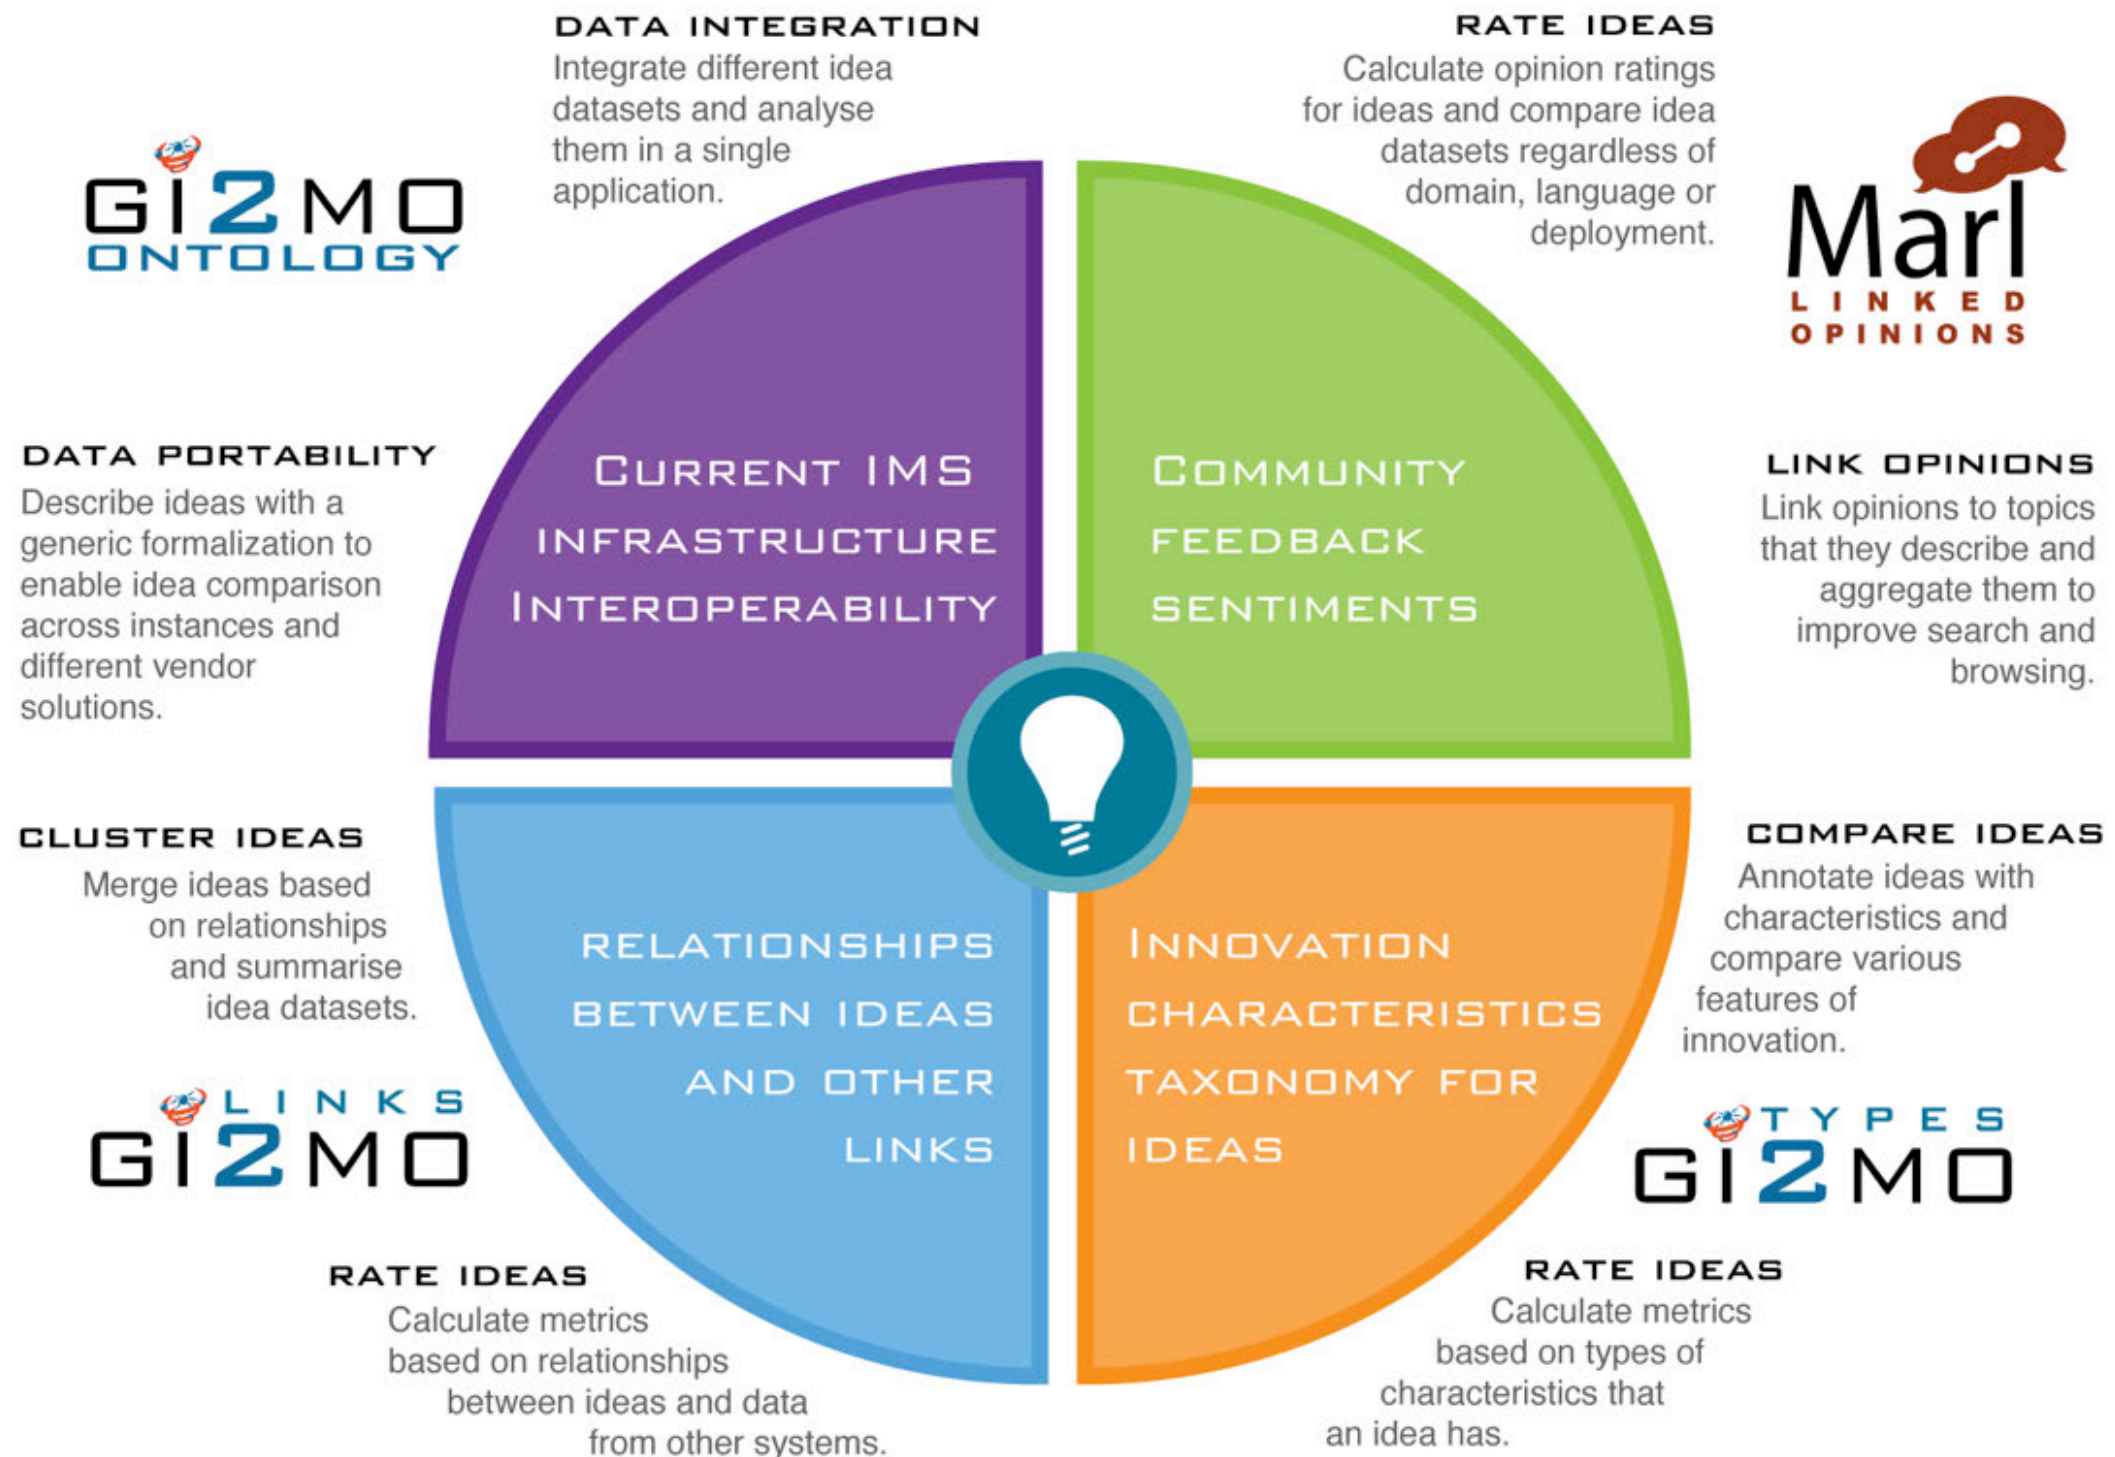 DATA INTEGRATION
Integrate different idea
datasets and analyse
them in a single
application.
RATE IDEAS
Calculate opinion ratings
for ideas and compare idea
datasets regardless of
domain, language or
deployment.
GI2MO
ONTOLOGY
Marl
LINKED
OPINIONS
DATA PORTABILITY
Describe ideas with a
generic formalization to
enable idea comparison
across instances and
different vendor
solutions.
CURRENT IMS
INFRASTRUCTURE
INTEROPERABILITY
COMMUNITY
FEEDBACK
SENTIMENTS
LINK OPINIONS
Link opinions to topics
that they describe and
aggregate them to
improve search and
browsing.
CLUSTER IDEAS
Merge ideas based
on relationships
and summarise
idea datasets.
RELATIONSHIPS
BETWEEN IDEAS
AND OTHER
LINKS
INNOVATION
CHARACTERISTICS
TAXONOMY FOR
IDEAS
COMPARE IDEAS
Annotate ideas with
characteristics and
compare various
features of
innovation.
LINKS
GI2MO
TYPES
GI2MO
RATE IDEAS
Calculate metrics
based on relationships
between ideas and data
from other systems.
RATE IDEAS
Calculate metrics
based on types of
characteristics that
an idea has.